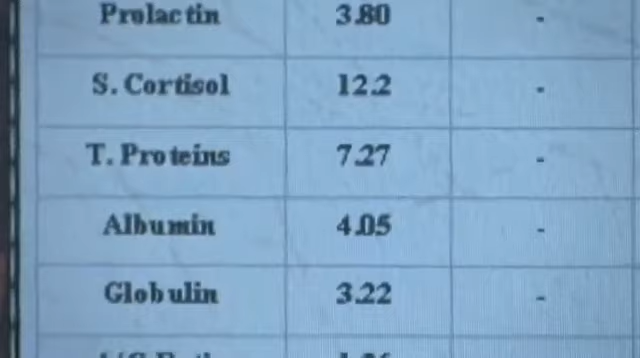 Prolactin 3.80 -
S. Cortisol 12.2 -
T. Proteins 7.27 -
Albumin 4.05 -
Globulin 3.22 -